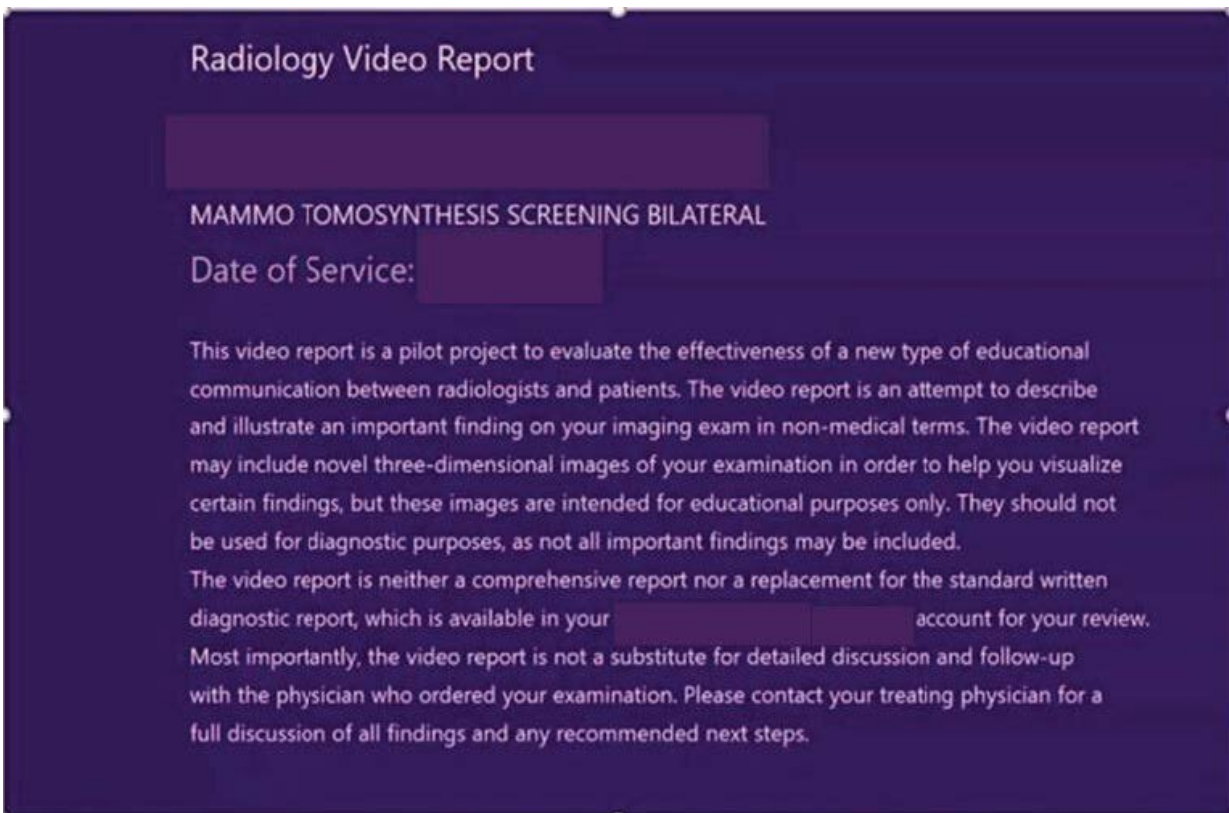 Radiology Video Report
MAMMO TOMOSYNTHESIS SCREENING BILATERAL
Date of Service:
This video report is a pilot project to evaluate the effectiveness of a new type of educational
communication between radiologists and patients. The video report is an attempt to describe
and illustrate an important finding on your imaging exam in non-medical terms. The video report
may include novel three-dimensional images of your examination in order to help you visualize
certain findings, but these images are intended for educational purposes only. They should not
be used for diagnostic purposes, as not all important findings may be included.
The video report is neither a comprehensive report nor a replacement for the standard written
diagnostic report, which is available in your account for your review.
Most importantly, the video report is not a substitute for detailed discussion and follow-up
with the physician who ordered your examination. Please contact your treating physician for a
full discussion of all findings and any recommended next steps.